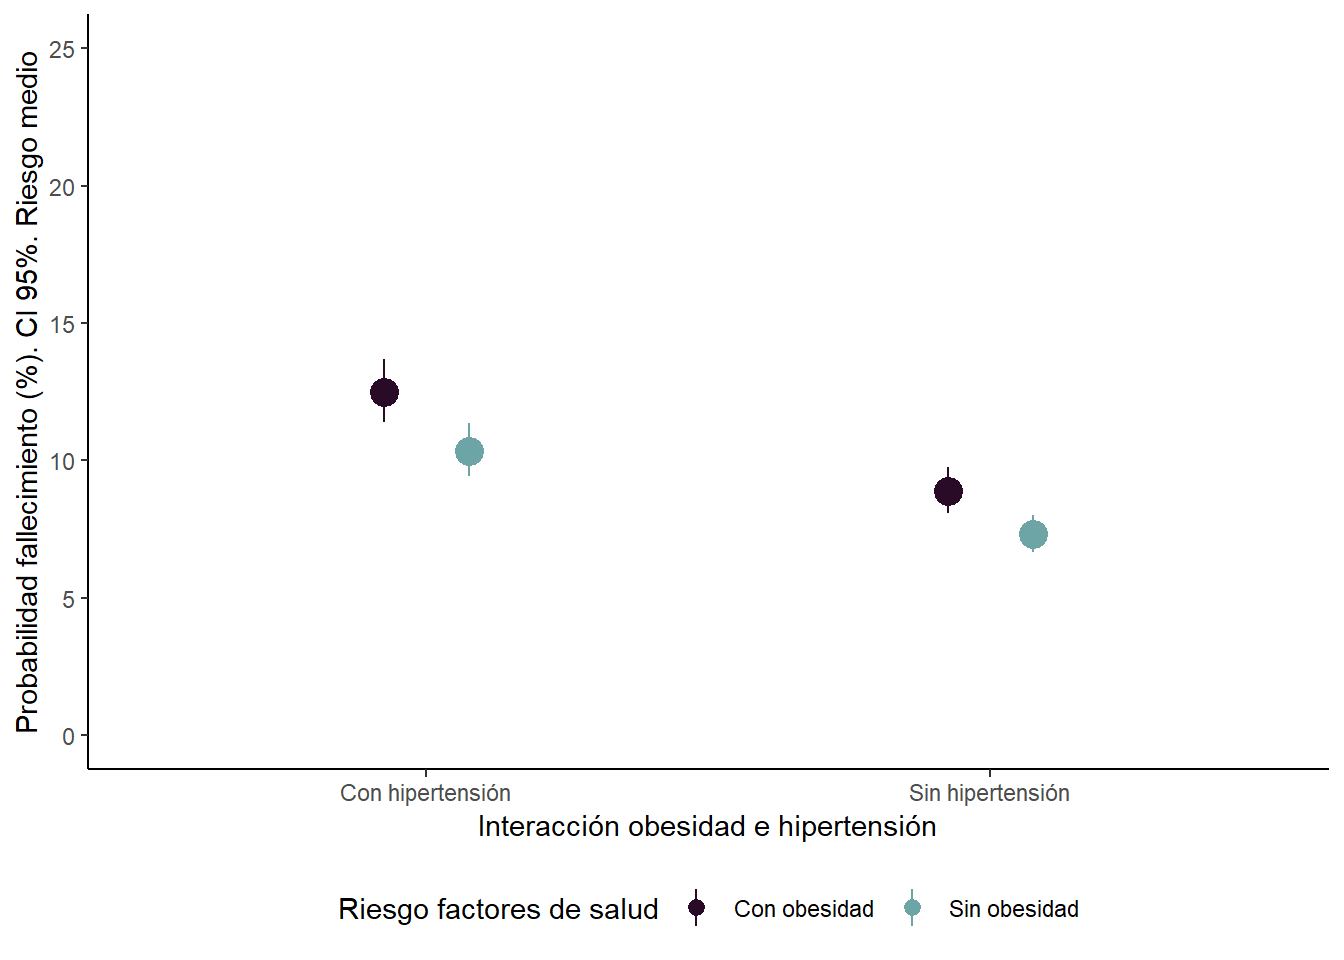 Probabilidad fallecimiento (%). CI 95%. Riesgo medio
25
20
15
10
5
0
Con hipertensión
Sin hipertensión
Interacción obesidad e hipertensión
Riesgo factores de salud
Con obesidad
Sin obesidad